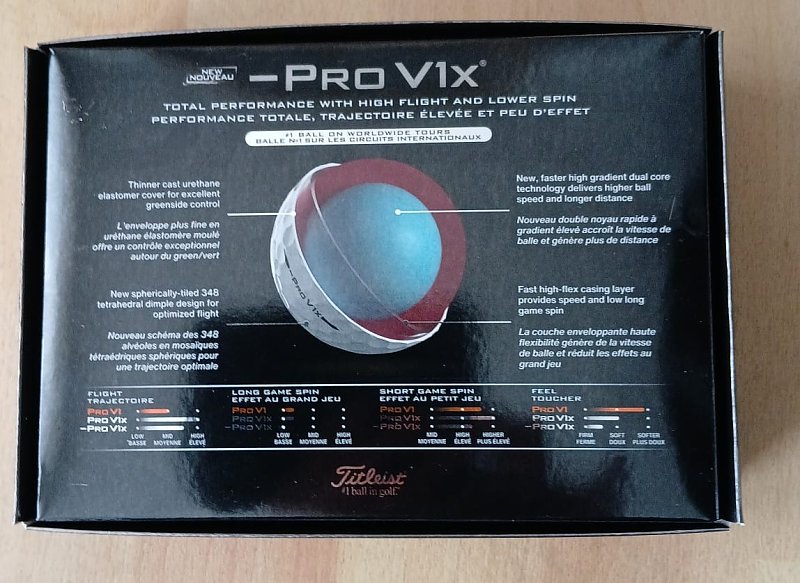 NEW
NOUVEAU
–PRO V1x®
TOTAL PERFORMANCE WITH HIGH FLIGHT AND LOWER SPIN
PERFORMANCE TOTALE, TRAJECTOIRE ÉLEVÉE ET PEU D'EFFET
#1 BALL ON WORLDWIDE TOURS
BALLE Nº1 SUR LES CIRCUITS INTERNATIONAUX
Thinner cast urethane
elastomer cover for excellent
greenside control
L'enveloppe plus fine en
uréthane élastomère moulé
offre un contrôle exceptionnel
autour du green/vert
New, faster high gradient dual core
technology delivers higher ball
speed and longer distance
Nouveau double noyau rapide à
gradient élevé accroît la vitesse de
balle et génère plus de distance
New spherically-tiled 348
tetrahedral dimple design for
optimized flight
Nouveau schéma des 348
alvéoles en mosaïques
tétraédriques sphériques pour
une trajectoire optimale
–PRO V1x–
Fast high-flex casing layer
provides speed and low long
game spin
La couche enveloppante haute
flexibilité génère de la vitesse
de balle et réduit les effets au
grand jeu
FLIGHT
TRAJECTOIRE
PRO V1
PRO V1x
–PRO V1x
LOW MID HIGH
BASSE MOYENNE ÉLEVÉ
LONG GAME SPIN
EFFET AU GRAND JEU
PRO V1
PRO V1x
–PRO V1x
LOW MID HIGH
BASSE MOYENNE ÉLEVÉ
SHORT GAME SPIN
EFFET AU PETIT JEU
PRO V1
PRO V1x
–PRO V1x
MID HIGH HIGHER
MOYENNE ÉLEVÉ PLUS ÉLEVÉ
FEEL
TOUCHER
PRO V1
PRO V1x
–PRO V1x
FIRM SOFT SOFTER
FERME DOUX PLUS DOUX
Titleist
#1 ball in golf.